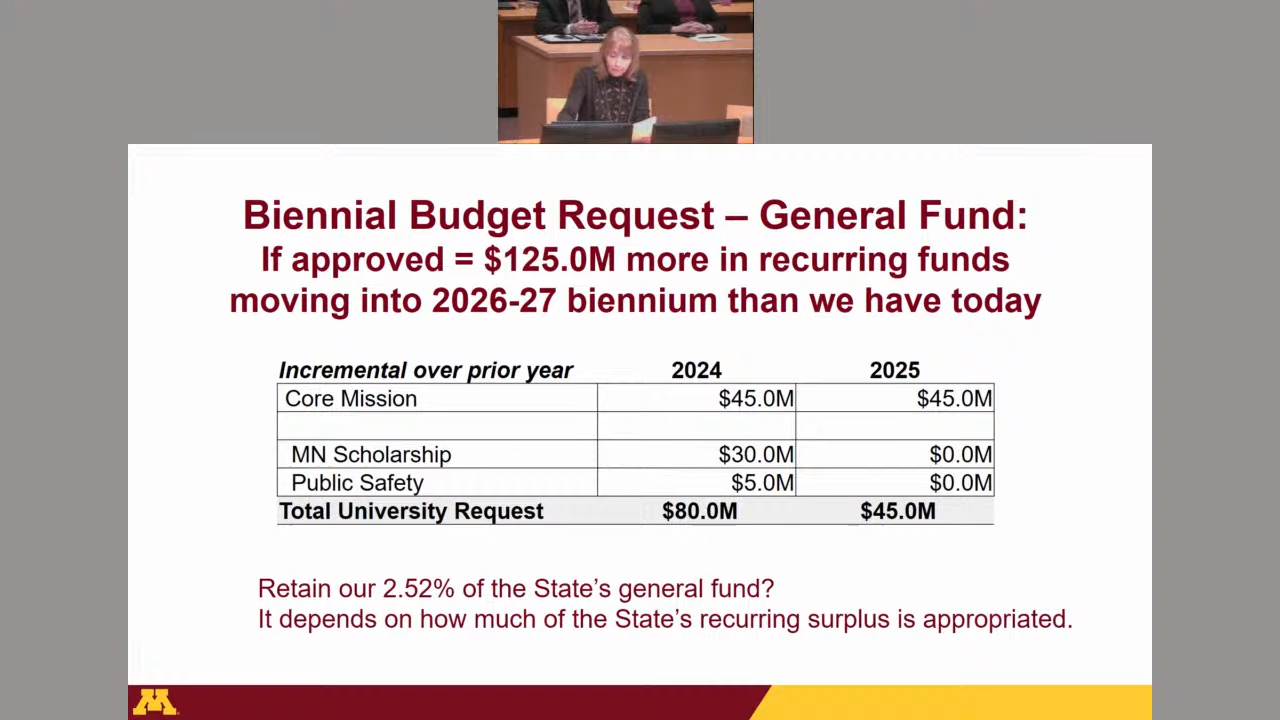 Biennial Budget Request – General Fund:
If approved = $125.0M more in recurring funds
moving into 2026-27 biennium than we have today
Incremental over prior year 2024 2025
Core Mission $45.0M $45.0M
MN Scholarship $30.0M $0.0M
Public Safety $5.0M $0.0M
Total University Request $80.0M $45.0M
Retain our 2.52% of the State’s general fund?
It depends on how much of the State’s recurring surplus is appropriated.
M